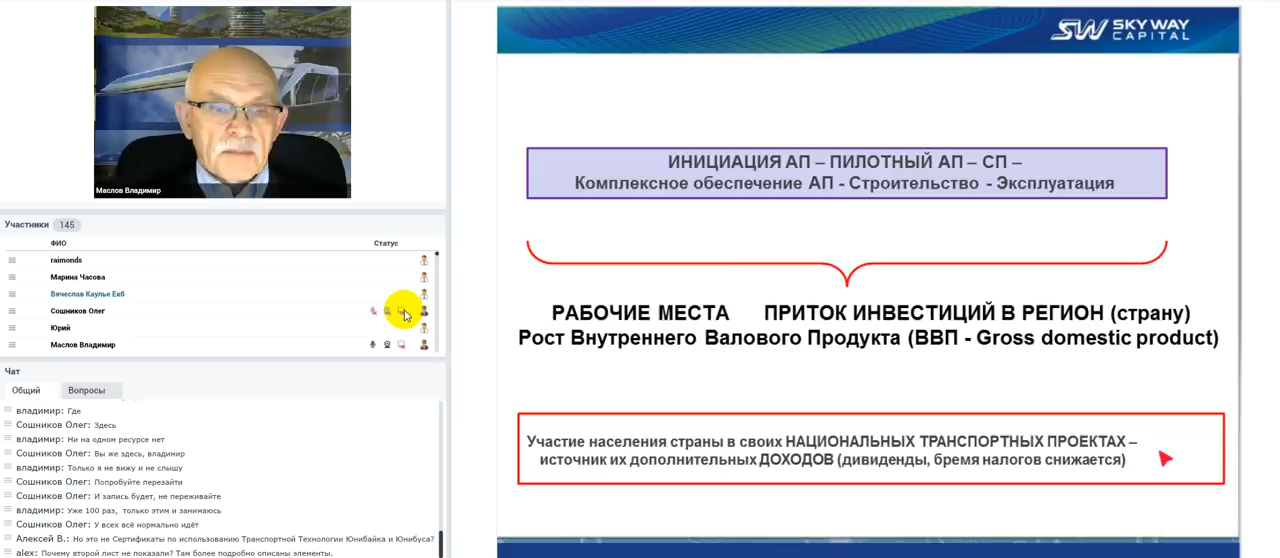 Маслов Владимир
Участники 145
ФИО Статус
raimonds
Марина Часова
Вячеслав Каулье Екб
Сошников Олег
Юрий
Маслов Владимир
Чат
Общий Вопросы
владимир: Где
Сошников Олег: Здесь
владимир: Ни на одном ресурсе нет
Сошников Олег: Вы же здесь, владимир
владимир: Только я не вижу и не слышу
Сошников Олег: Попробуйте перезайти
Сошников Олег: И запись будет, не переживайте
владимир: Уже 100 раз, только этим и занимаюсь
Сошников Олег: У всех всё нормально идёт
Алексей В.: Но это не Сертификаты по использованию Транспортной Технологии Юнибайка и Юнибуса?
alex: Почему второй лист не показали? Там более подробно описаны элементы.
SW SKY WAY
CAPITAL
ИНИЦИАЦИЯ АП – ПИЛОТНЫЙ АП – СП –
Комплексное обеспечение АП - Строительство - Эксплуатация
РАБОЧИЕ МЕСТА ПРИТОК ИНВЕСТИЦИЙ В РЕГИОН (страну)
Рост Внутреннего Валового Продукта (ВВП - Gross domestic product)
Участие населения страны в своих НАЦИОНАЛЬНЫХ ТРАНСПОРТНЫХ ПРОЕКТАХ –
источник их дополнительных ДОХОДОВ (дивиденды, бремя налогов снижается)